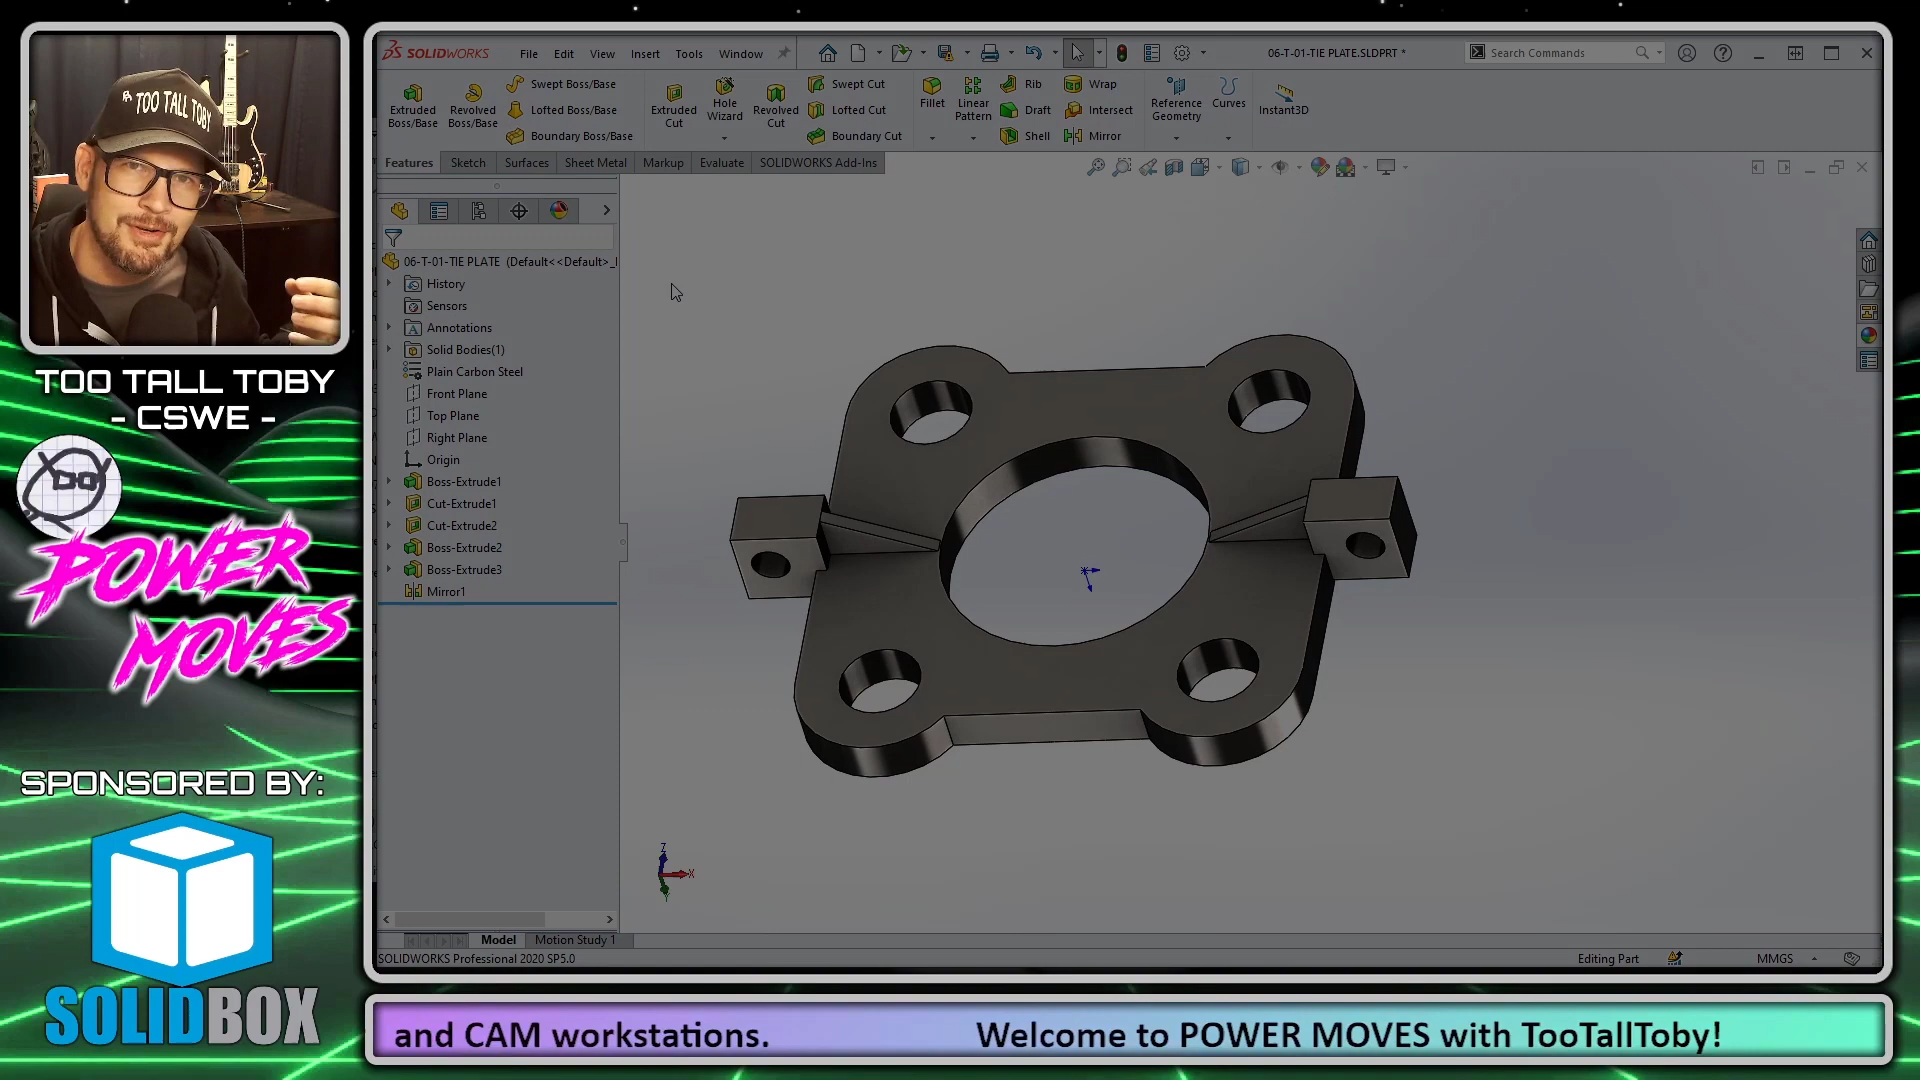 TOO TALL TOBY
TOO TALL TOBY
- CSWE -
POWER
MOVES
SPONSORED BY:
SOLIDBOX
SOLIDWORKS
File
Edit
View
Insert
Tools
Window
06-T-01-TIE PLATE.SLDPRT *
Search Commands
Extruded
Boss/Base
Revolved
Boss/Base
Swept Boss/Base
Lofted Boss/Base
Boundary Boss/Base
Extruded
Cut
Hole
Wizard
Revolved
Cut
Swept Cut
Lofted Cut
Boundary Cut
Fillet
Linear
Pattern
Rib
Draft
Shell
Wrap
Intersect
Mirror
Reference
Geometry
Curves
Instant3D
Features
Sketch
Surfaces
Sheet Metal
Markup
Evaluate
SOLIDWORKS Add-Ins
06-T-01-TIE PLATE (Default<<Default>_
History
Sensors
Annotations
Solid Bodies(1)
Plain Carbon Steel
Front Plane
Top Plane
Right Plane
Origin
Boss-Extrude1
Cut-Extrude1
Cut-Extrude2
Boss-Extrude2
Boss-Extrude3
Mirror1
Z
X
Y
Model
Motion Study 1
SOLIDWORKS Professional 2020 SP5.0
Editing Part
MMGS
and CAM workstations.
Welcome to POWER MOVES with TooTallToby!